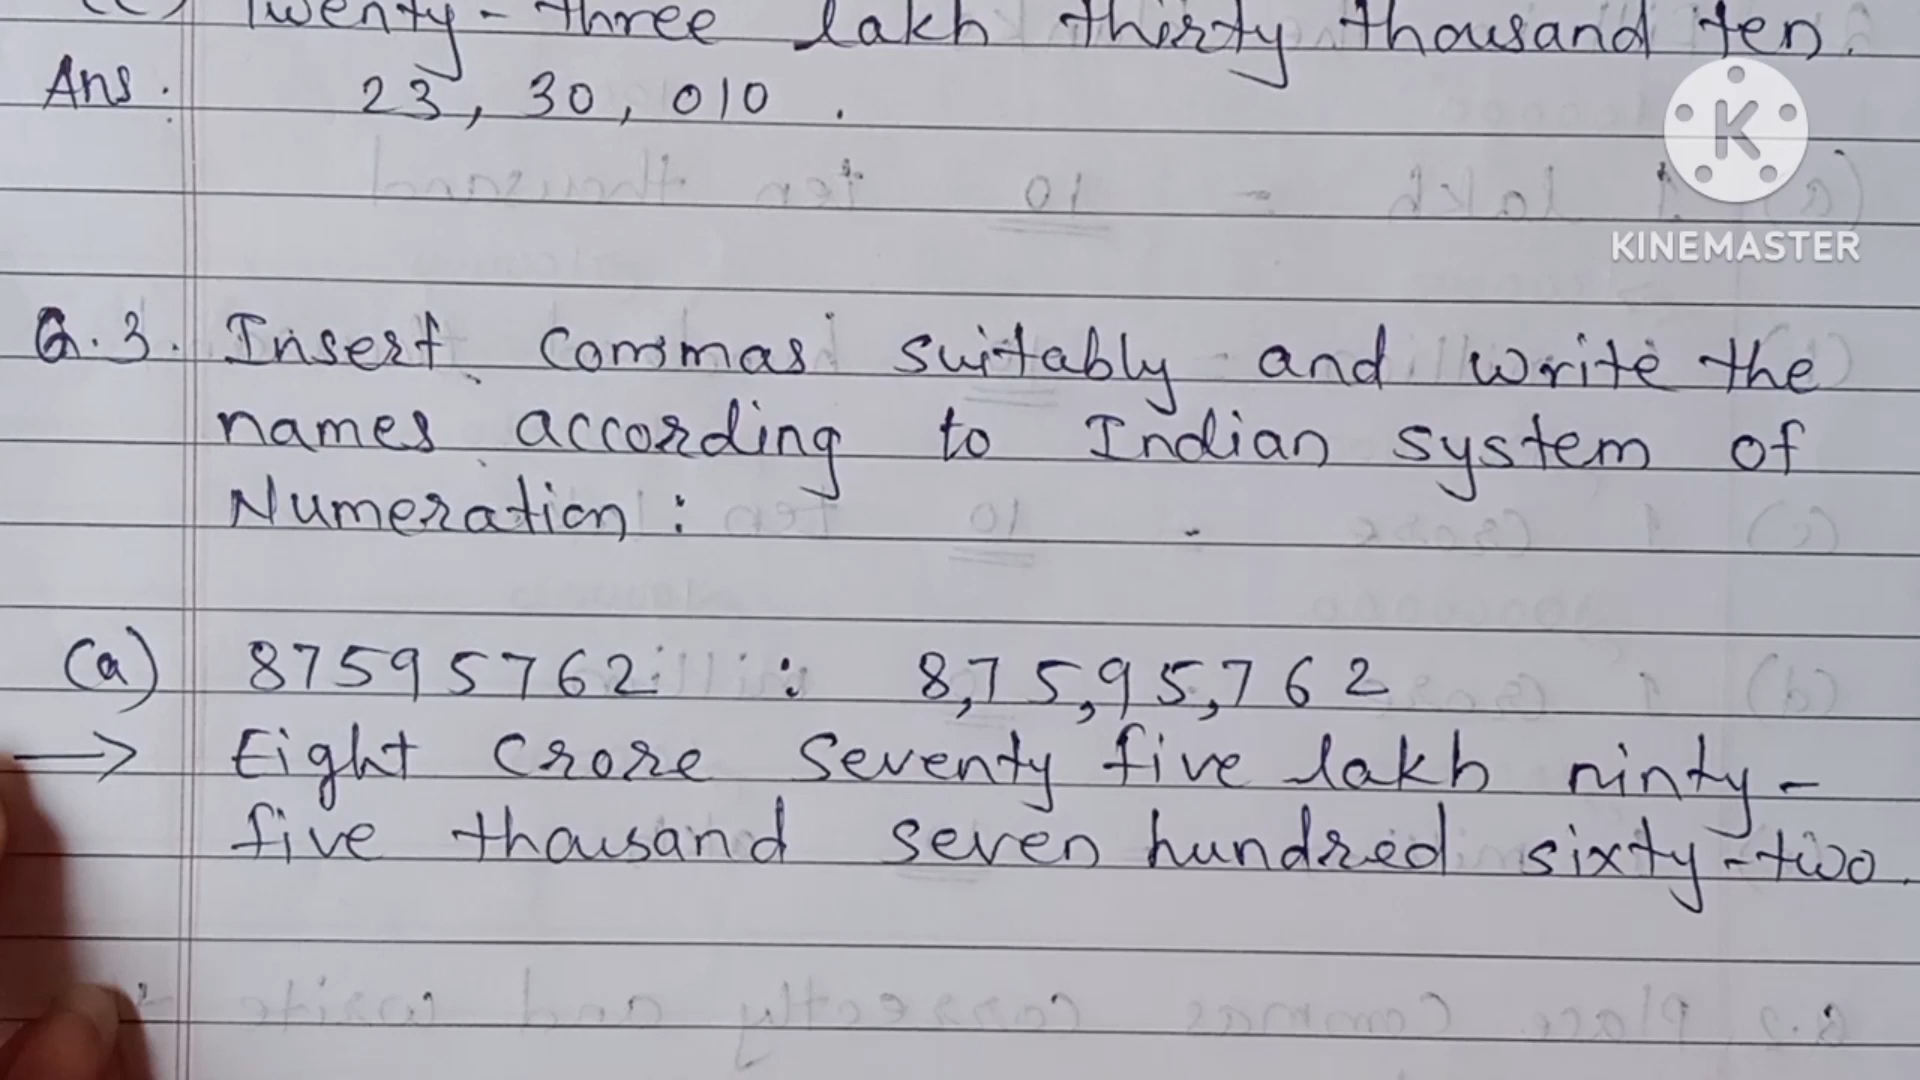 Twenty-three lakh thirty thousand ten.
Ans. 23, 30, 010.
KINEMASTER
Q.3. Insert commas suitably and write the
names according to Indian system of
Numeration :
(a) 87595762 : 8,75,95,762
→ Eight crore seventy five lakh ninty-
five thousand seven hundred sixty-two.